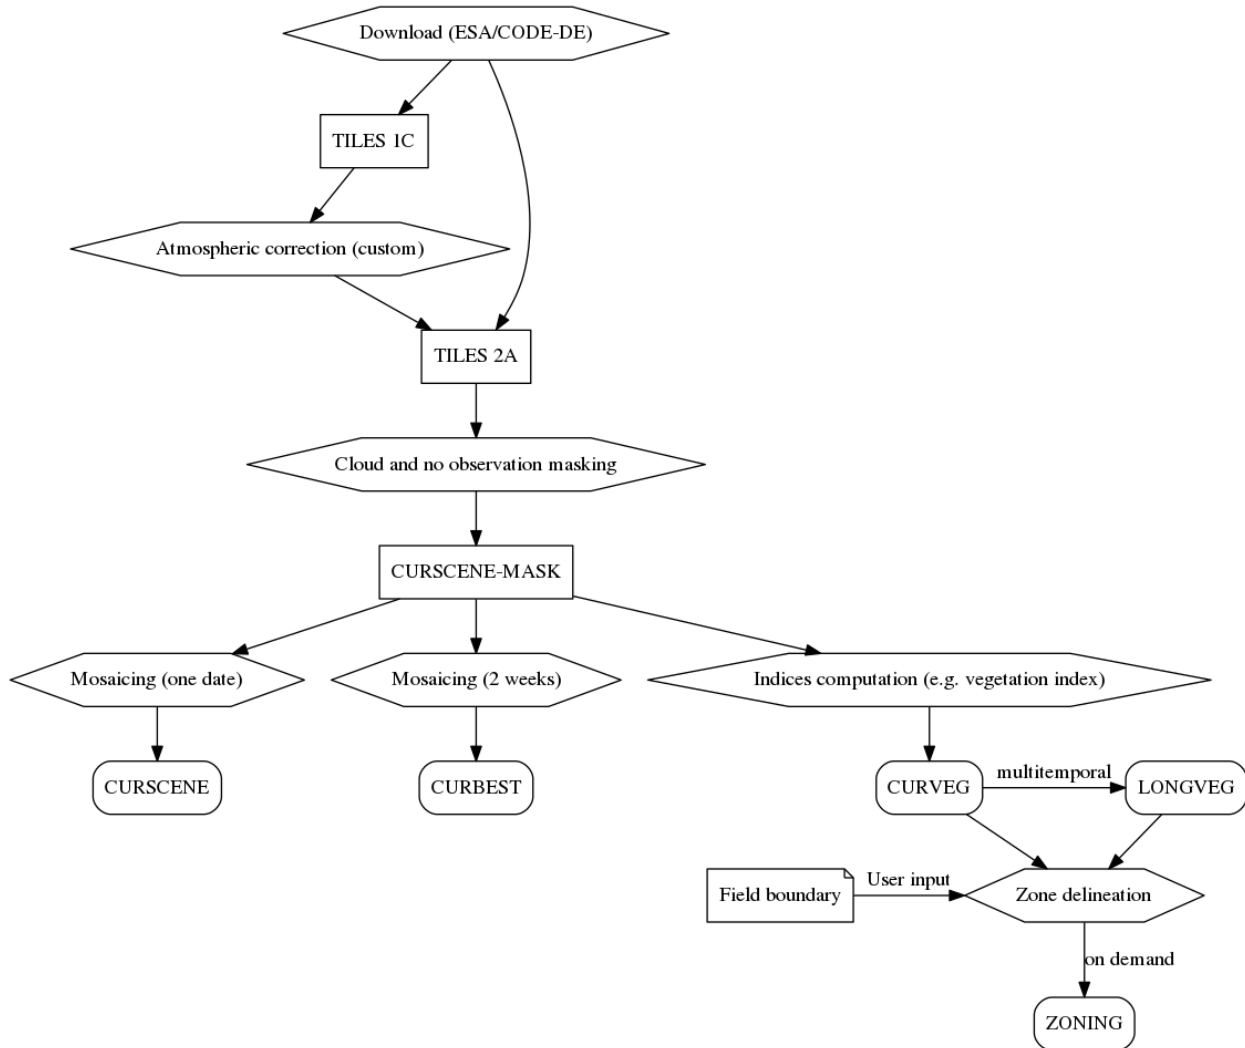 Download (ESA/CODE-DE)
TILES 1C
Atmospheric correction (custom)
TILES 2A
Cloud and no observation masking
CURSCENE-MASK
Mosaicing (one date)
Mosaicing (2 weeks)
Indices computation (e.g. vegetation index)
CURSCENE
CURBEST
CURVEG
multitemporal
LONGVEG
Field boundary
User input
Zone delineation
on demand
ZONING